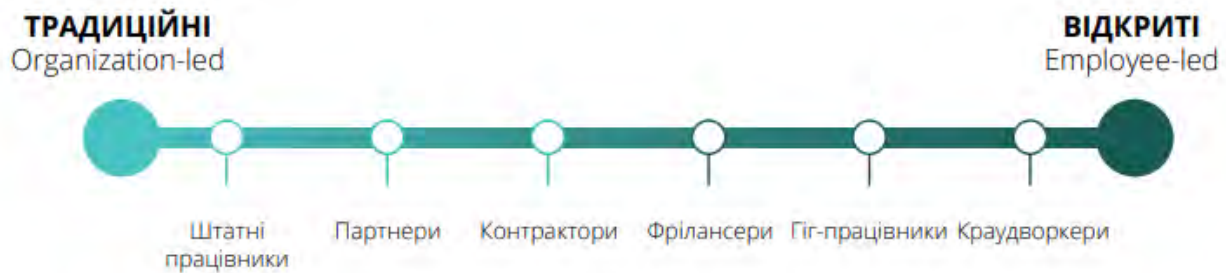 ТРАДИЦІЙНІ
Organization-led
ВІДКРИТІ
Employee-led
Штатні
працівники
Партнери
Контрактори
Фрілансери
Гіг-працівники
Краудворкери